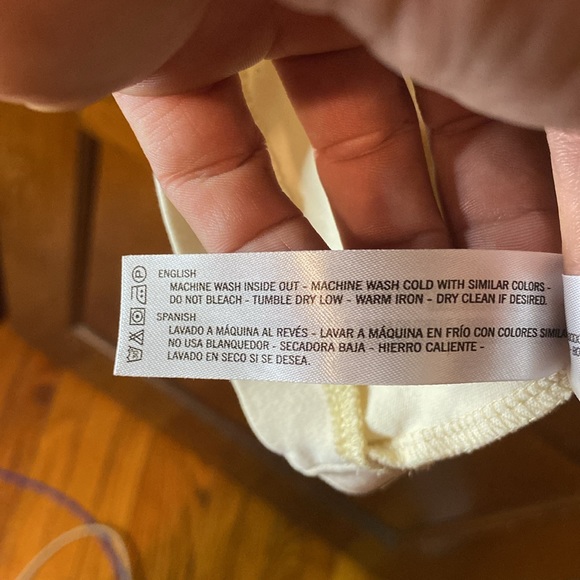 ENGLISH
MACHINE WASH INSIDE OUT - MACHINE WASH COLD WITH SIMILAR COLORS -
DO NOT BLEACH - TUMBLE DRY LOW - WARM IRON - DRY CLEAN IF DESIRED.
SPANISH
LAVADO A MÁQUINA AL REVÉS - LAVAR A MÁQUINA EN FRÍO CON COLORES
NO USA BLANQUEDOR - SECADORA BAJA - HIERRO CALIENTE -
LAVADO EN SECO SI SE DESEA.